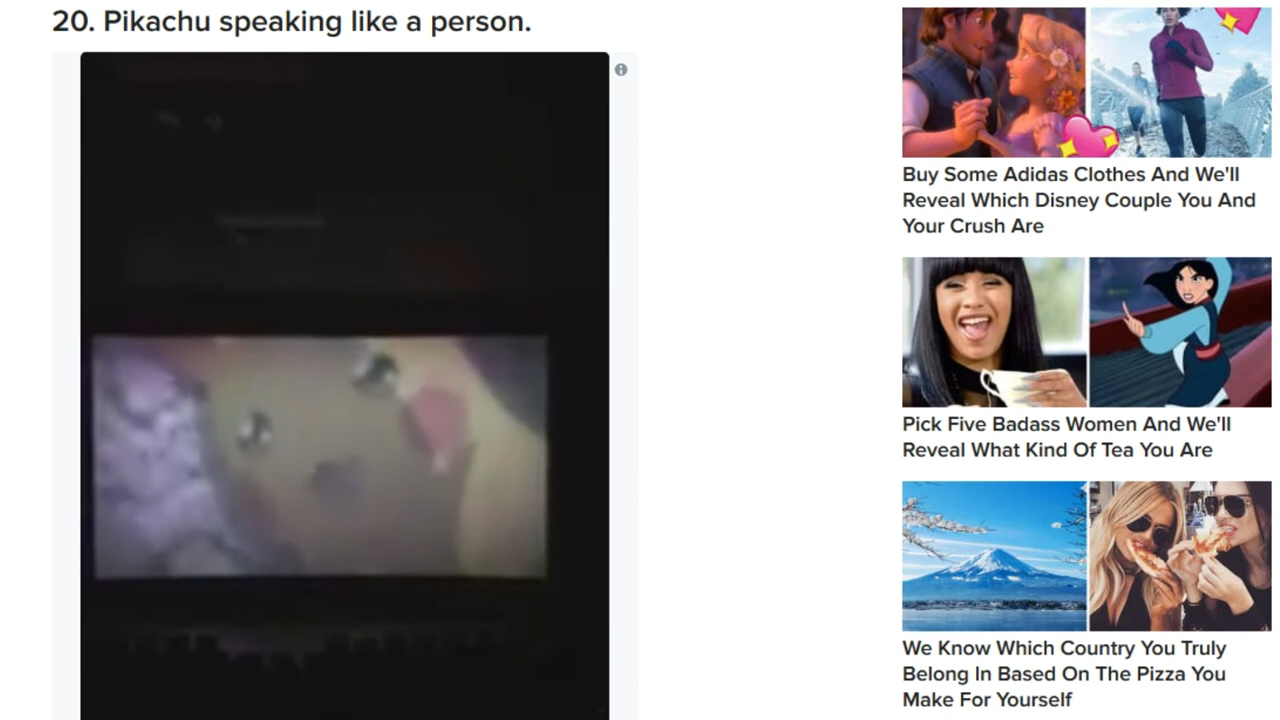 20. Pikachu speaking like a person.
Buy Some Adidas Clothes And We'll
Reveal Which Disney Couple You And
Your Crush Are
Pick Five Badass Women And We'll
Reveal What Kind Of Tea You Are
We Know Which Country You Truly
Belong In Based On The Pizza You
Make For Yourself